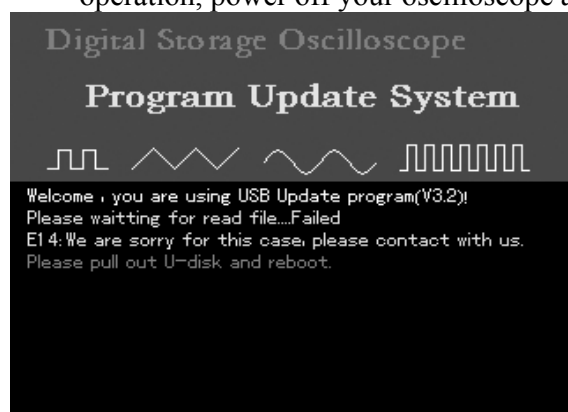 operation, power off your oscilloscope a
Digital Storage Oscilloscope
Program Update System
Welcome , you are using USB Update program(V3.2)!
Please waitting for read file....Failed
E14:We are sorry for this case, please contact with us.
Please pull out U-disk and reboot.